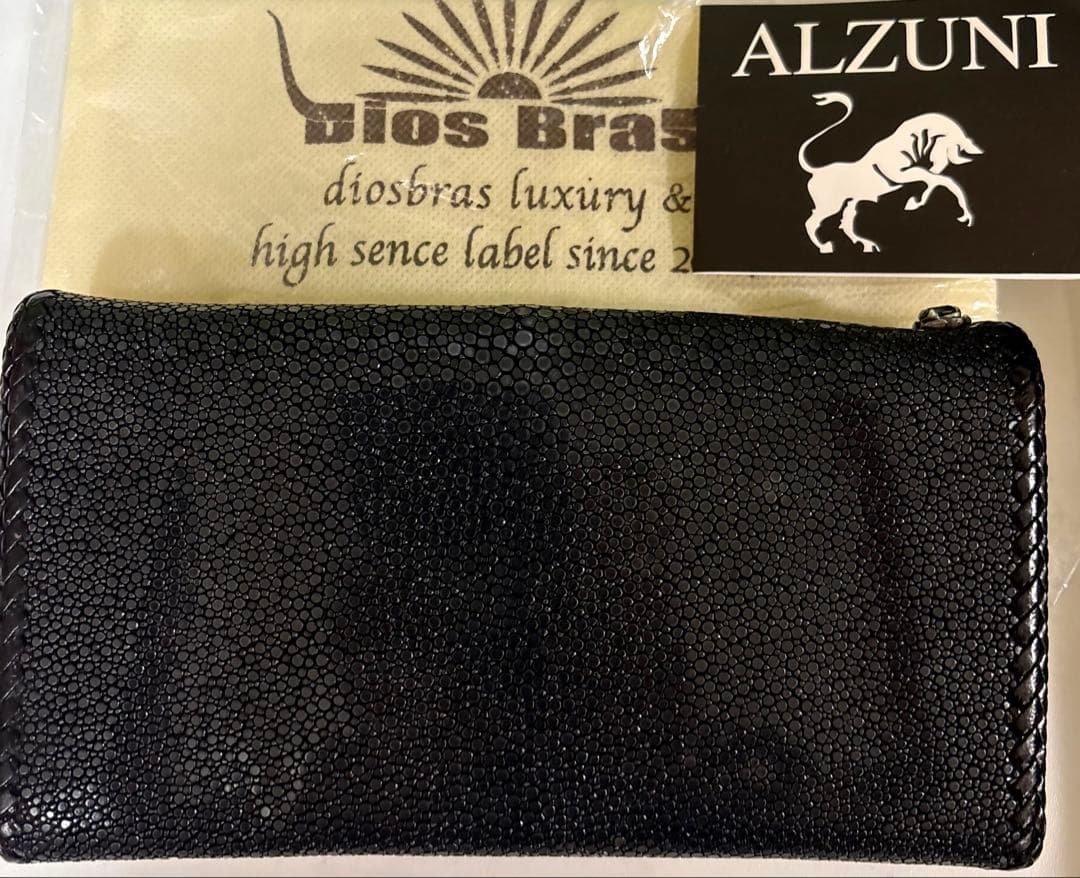 Dios Bras
diosbras luxury &
high sence label since 2
ALZUNI